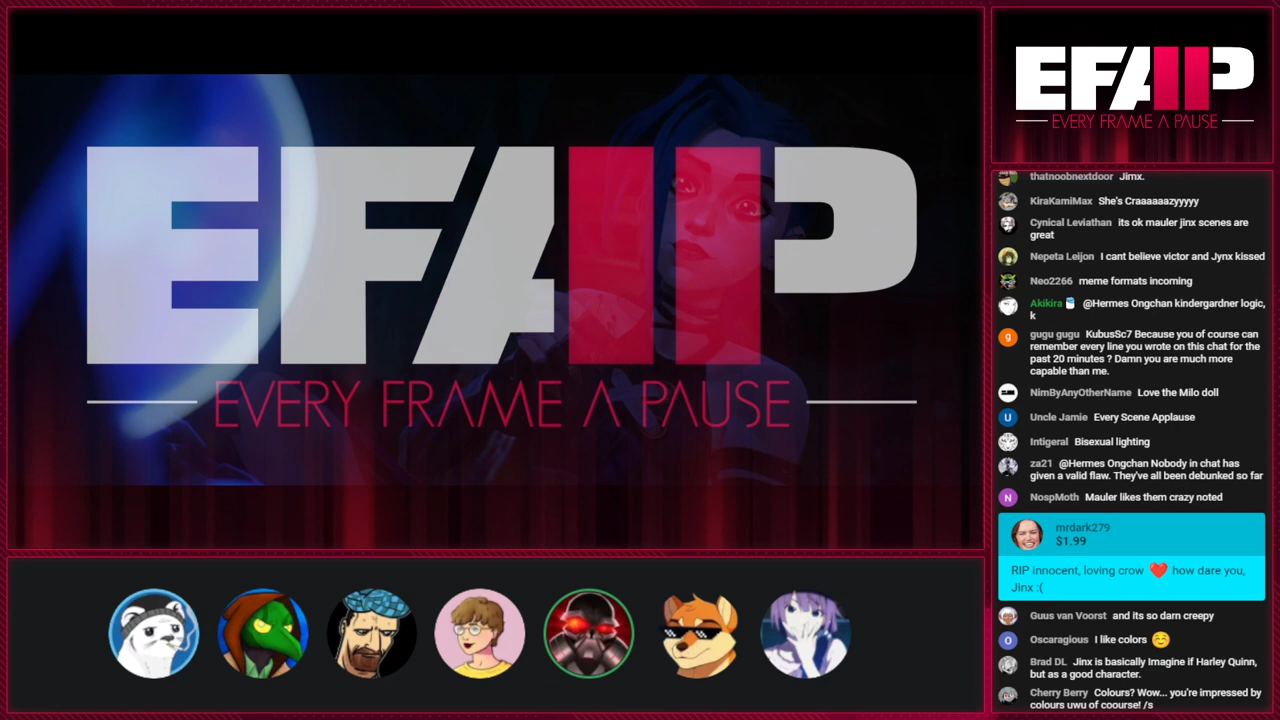 EFAP
EVERY FRAME A PAUSE
EFAP
EVERY FRAME A PAUSE
thatnoobnextdoor Jimx.
KiraKamiMax She's Craaaaaazyyyyy
Cynical Leviathan its ok mauler jinx scenes are
great
Nepeta Leijon I cant believe victor and Jynx kissed
Neo2266 meme formats incoming
Akikira @Hermes Ongchan kindergardner logic,
k
g gugu gugu KubusSc7 Because you of course can
remember every line you wrote on this chat for the
past 20 minutes ? Damn you are much more
capable than me.
NimByAnyOtherName Love the Milo doll
U Uncle Jamie Every Scene Applause
Intigeral Bisexual lighting
za21 @Hermes Ongchan Nobody in chat has
given a valid flaw. They've all been debunked so far
N NospMoth Mauler likes them crazy noted
mrdark279
$1.99
RIP innocent, loving crow ❤️ how dare you,
Jinx :(
Guus van Voorst and its so darn creepy
O Oscaragious I like colors ☺️
Brad DL Jinx is basically Imagine if Harley Quinn,
but as a good character.
Cherry Berry Colours? Wow... you're impressed by
colours uwu of coourse! /s